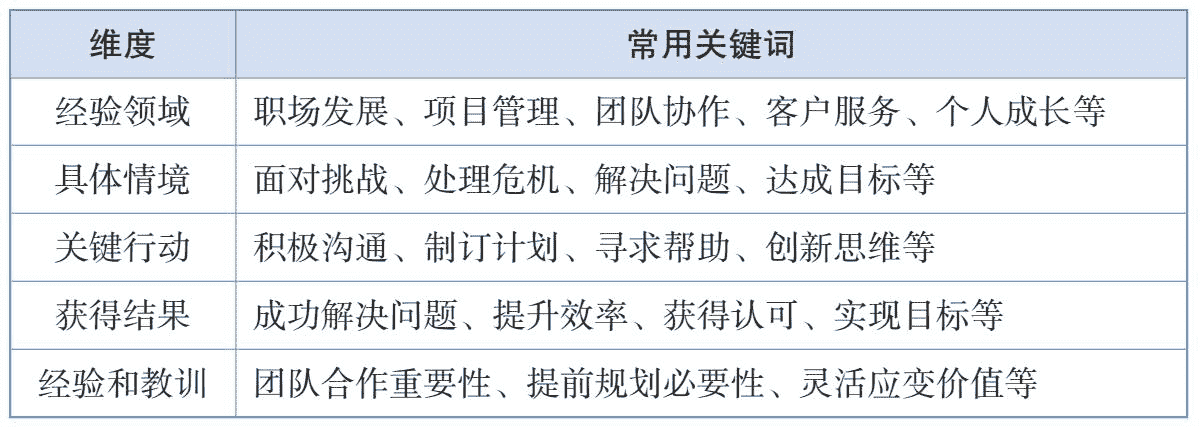 维度 常用关键词
经验领域 职场发展、项目管理、团队协作、客户服务、个人成长等
具体情境 面对挑战、处理危机、解决问题、达成目标等
关键行动 积极沟通、制订计划、寻求帮助、创新思维等
获得结果 成功解决问题、提升效率、获得认可、实现目标等
经验和教训 团队合作重要性、提前规划必要性、灵活应变价值等